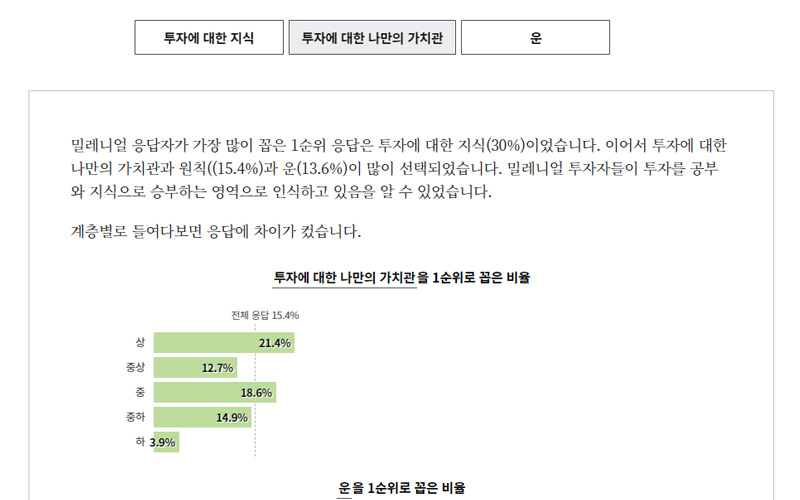 투자에 대한 지식
투자에 대한 나만의 가치관
운
밀레니얼 응답자가 가장 많이 꼽은 1순위 응답은 투자에 대한 지식(30%)이었습니다. 이어서 투자에 대한
나만의 가치관과 원칙((15.4%)과 운(13.6%)이 많이 선택되었습니다. 밀레니얼 투자자들이 투자를 공부
와 지식으로 승부하는 영역으로 인식하고 있음을 알 수 있었습니다.
계층별로 들여다보면 응답에 차이가 컸습니다.
투자에 대한 나만의 가치관을 1순위로 꼽은 비율
전체 응답 15.4%
상 21.4%
중상 12.7%
중 18.6%
중하 14.9%
하 3.9%
운을 1순위로 꼽은 비율